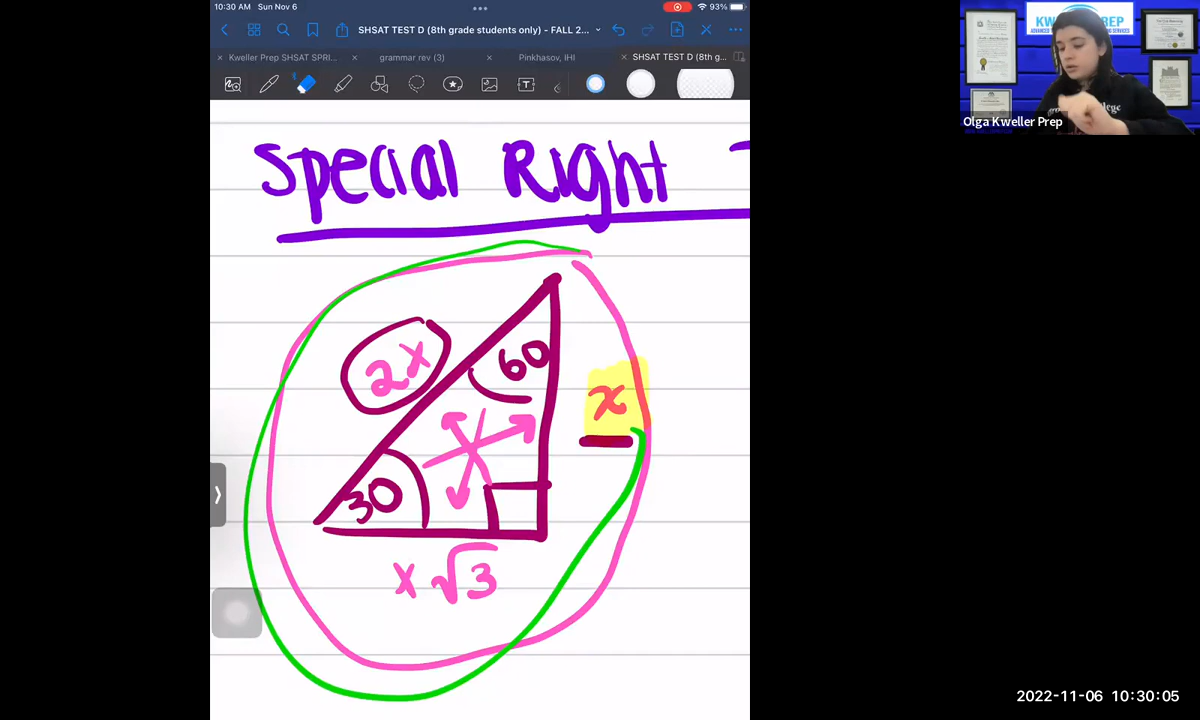 10:30 AM Sun Nov 6
93%
SHSAT TEST D (8th grade students only) - FALL 2...
Kweller Prep SHSAT SPRI...
grammar rev (3)
Pinkhasov, IHI
SHSAT TEST D (8th g...
Special Right
2x
60
x
30
x√3
Olga Kweller Prep
2022-11-06 10:30:05